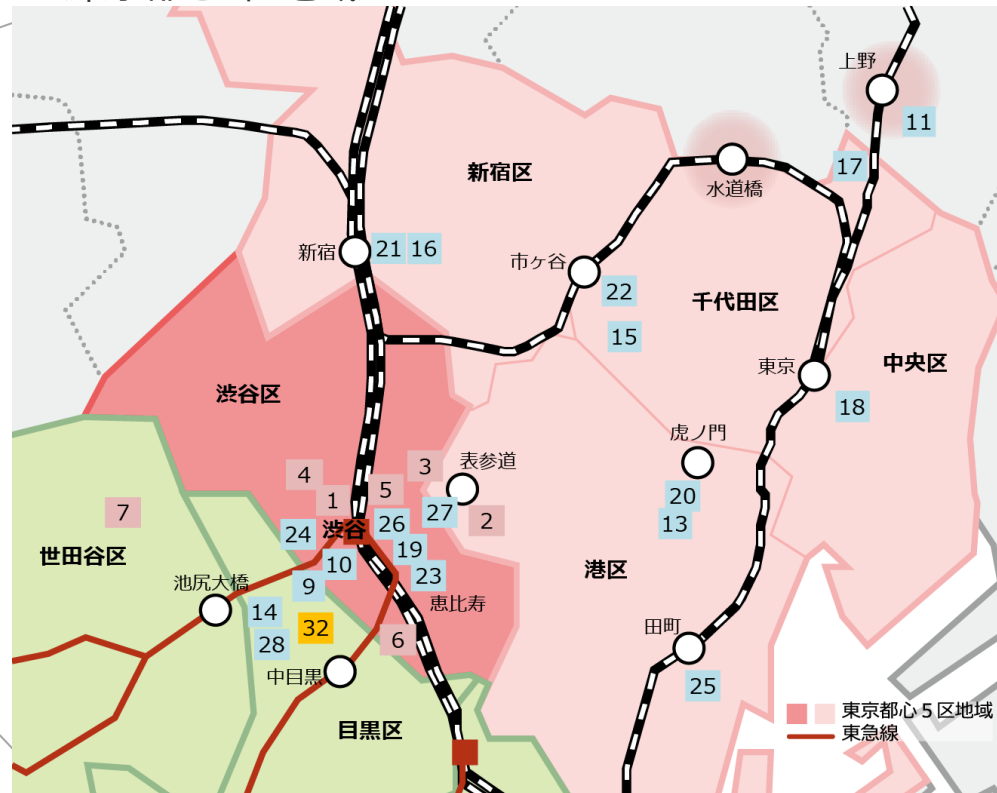 上野
11
17
新宿区
水道橋
新宿
21 16
市ヶ谷
22
千代田区
15
中央区
東京
渋谷区
18
虎ノ門
表参道
3
4
5
1
20
7
27
2
26
13
渋谷
24
世田谷区
19
10
港区
23
池尻大橋
9
恵比寿
14
32
田町
28
6
中目黒
25
目黒区
東京都心5区地域
東急線